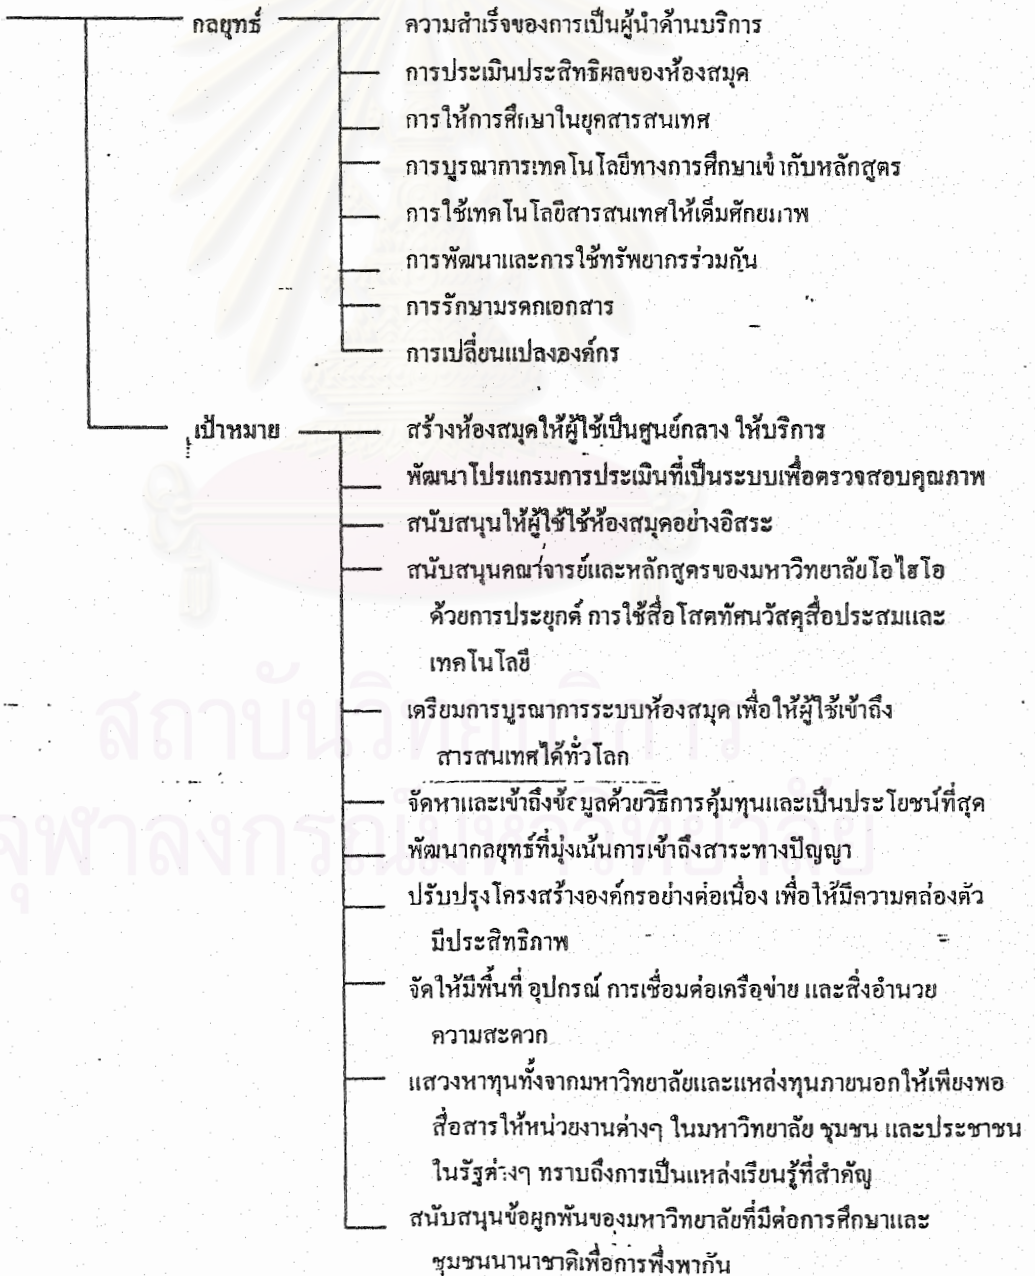 กลยุทธ์ ความสำเร็จของการเป็นผู้นำด้านบริการ
การประเมินประสิทธิผลของห้องสมุด
การให้การศึกษาในยุคสารสนเทศ
การบูรณาการเทคโนโลยีทางการศึกษาเข้ากับหลักสูตร
การใช้เทคโนโลยีสารสนเทศให้เต็มศักยภาพ
การพัฒนาและการใช้ทรัพยากรร่วมกัน
การรักษามรดกเอกสาร
การเปลี่ยนแปลงองค์กร
เป้าหมาย สร้างห้องสมุดให้ผู้ใช้เป็นศูนย์กลาง ให้บริการ
พัฒนาโปรแกรมการประเมินที่เป็นระบบเพื่อตรวจสอบคุณภาพ
สนับสนุนให้ผู้ใช้ใช้ห้องสมุดอย่างอิสระ
สนับสนุนคณาจารย์และหลักสูตรของมหาวิทยาลัยโอไฮโอ
ด้วยการประยุกต์ การใช้สื่อโสตทัศนวัสดุสื่อประสมและ
เทคโนโลยี
เตรียมการบูรณาการระบบห้องสมุด เพื่อให้ผู้ใช้เข้าถึง
สารสนเทศได้ทั่วโลก
จัดหาและเข้าถึงข้อมูลด้วยวิธีการคุ้มทุนและเป็นประโยชน์ที่สุด
พัฒนากลยุทธ์ที่มุ่งเน้นการเข้าถึงสาระทางปัญญา
ปรับปรุงโครงสร้างองค์กรอย่างต่อเนื่อง เพื่อให้มีความคล่องตัว
มีประสิทธิภาพ
จัดให้มีพื้นที่ อุปกรณ์ การเชื่อมต่อเครือข่าย และสิ่งอำนวย
ความสะดวก
แสวงหาทุนทั้งจากมหาวิทยาลัยและแหล่งทุนภายนอกให้เพียงพอ
สื่อสารให้หน่วยงานต่างๆ ในมหาวิทยาลัย ชุมชน และประชาชน
ในรัฐต่างๆ ทราบถึงการเป็นแหล่งเรียนรู้ที่สำคัญ
สนับสนุนข้อผูกพันของมหาวิทยาลัยที่มีต่อการศึกษาและ
ชุมชนนานาชาติเพื่อการพึ่งพากัน
สถาบันวิทยบริการ
จุฬาลงกรณ์มหาวิทยาลัย